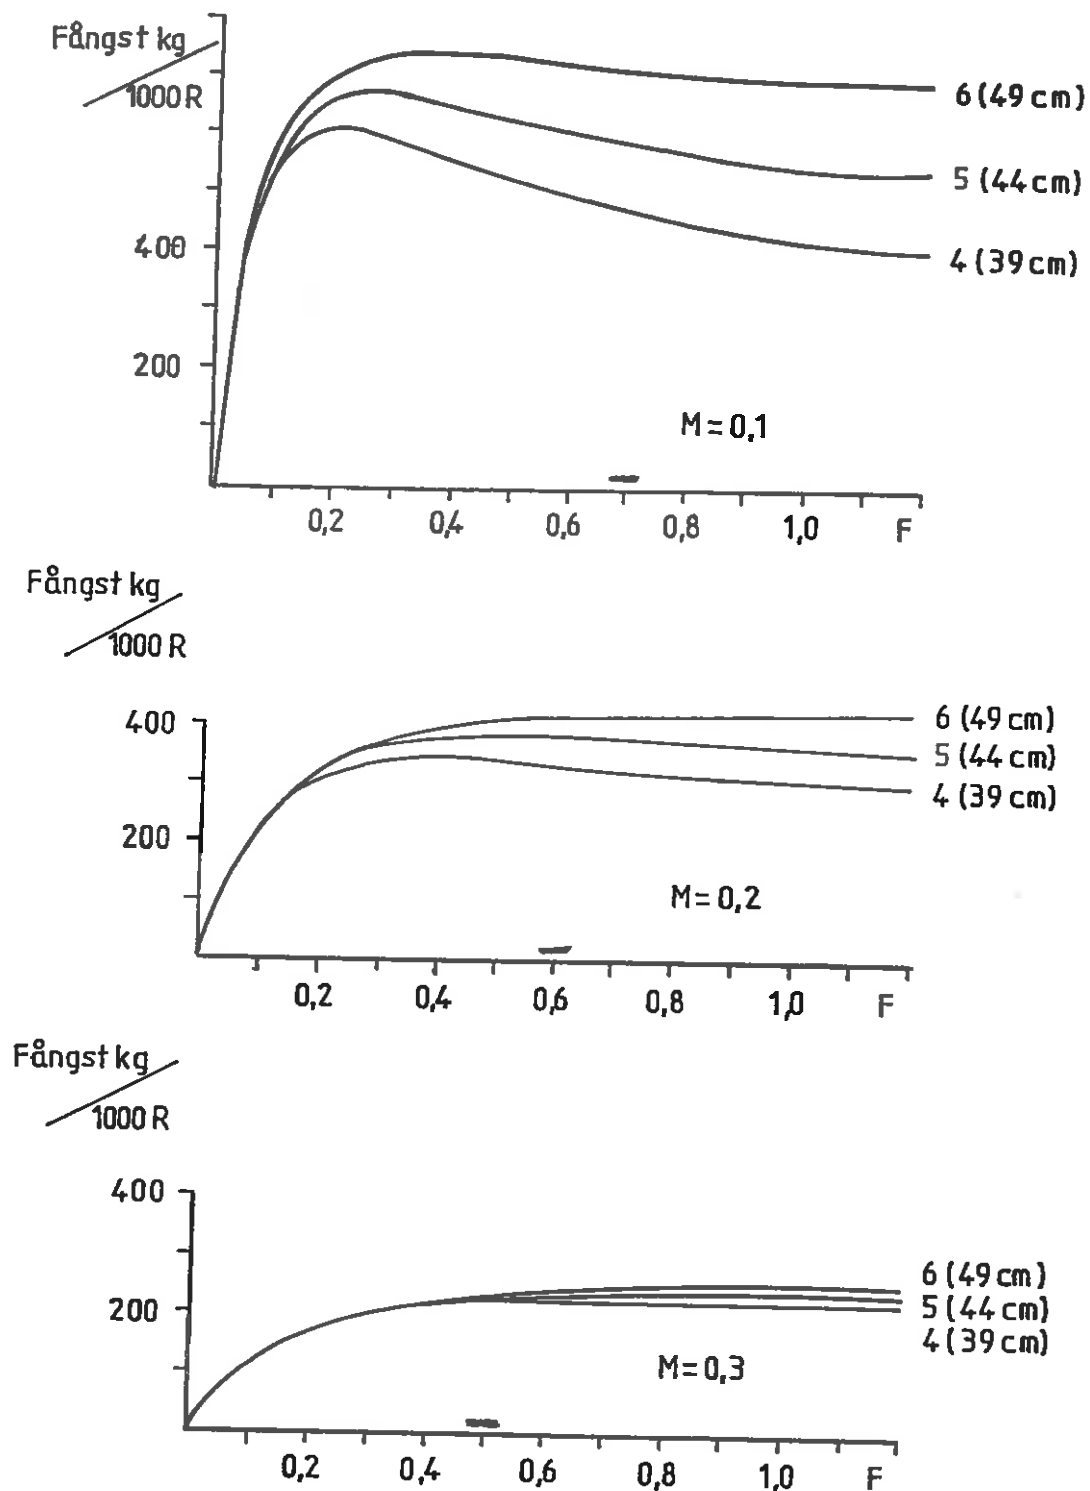 Fångst kg
1000 R
6 (49 cm)
5 (44 cm)
4 (39 cm)
400
200
M = 0,1
0,2 0,4 0,6 0,8 1,0 F
Fångst kg
1000 R
400
200
6 (49 cm)
5 (44 cm)
4 (39 cm)
M = 0,2
0,2 0,4 0,6 0,8 1,0 F
Fångst kg
1000 R
400
200
6 (49 cm)
5 (44 cm)
4 (39 cm)
M = 0,3
0,2 0,4 0,6 0,8 1,0 F